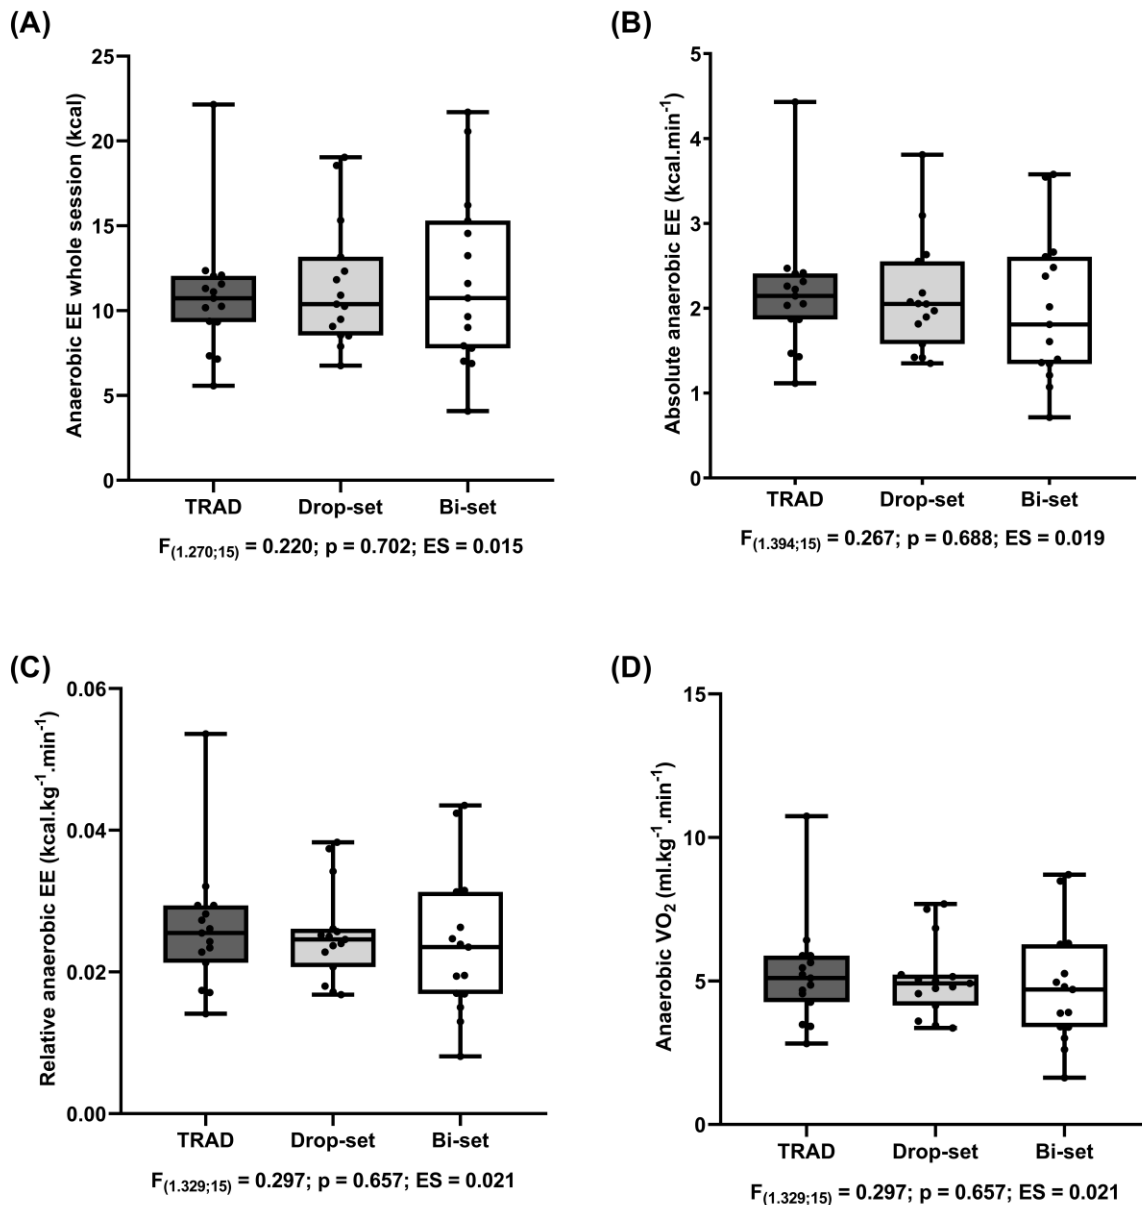 (A)
Anaerobic EE whole session (kcal)
25
20
15
10
5
0
TRAD Drop-set Bi-set
F(1.270;15) = 0.220; p = 0.702; ES = 0.015
(B)
Absolute anaerobic EE (kcal.min⁻¹)
5
4
3
2
1
0
TRAD Drop-set Bi-set
F(1.394;15) = 0.267; p = 0.688; ES = 0.019
(C)
Relative anaerobic EE (kcal.kg⁻¹.min⁻¹)
0.06
0.04
0.02
0.00
TRAD Drop-set Bi-set
F(1.329;15) = 0.297; p = 0.657; ES = 0.021
(D)
Anaerobic VO₂ (ml.kg⁻¹.min⁻¹)
15
10
5
0
TRAD Drop-set Bi-set
F(1.329;15) = 0.297; p = 0.657; ES = 0.021